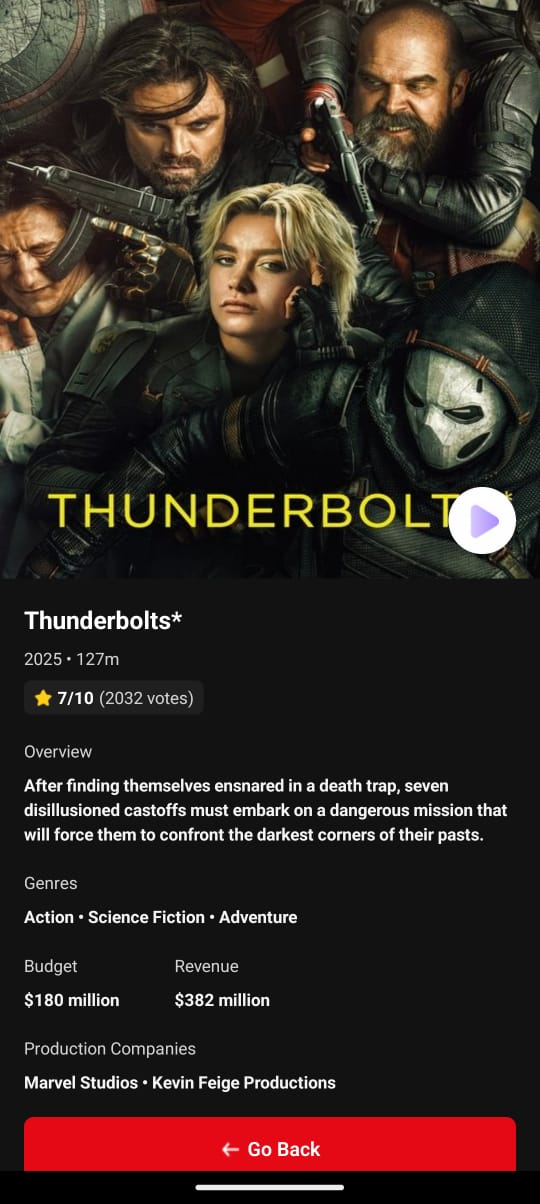 THUNDERBOLT *
Thunderbolts*
2025 • 127m
7/10 (2032 votes)
Overview
After finding themselves ensnared in a death trap, seven
disillusioned castoffs must embark on a dangerous mission that
will force them to confront the darkest corners of their pasts.
Genres
Action • Science Fiction • Adventure
Budget Revenue
$180 million $382 million
Production Companies
Marvel Studios • Kevin Feige Productions
← Go Back